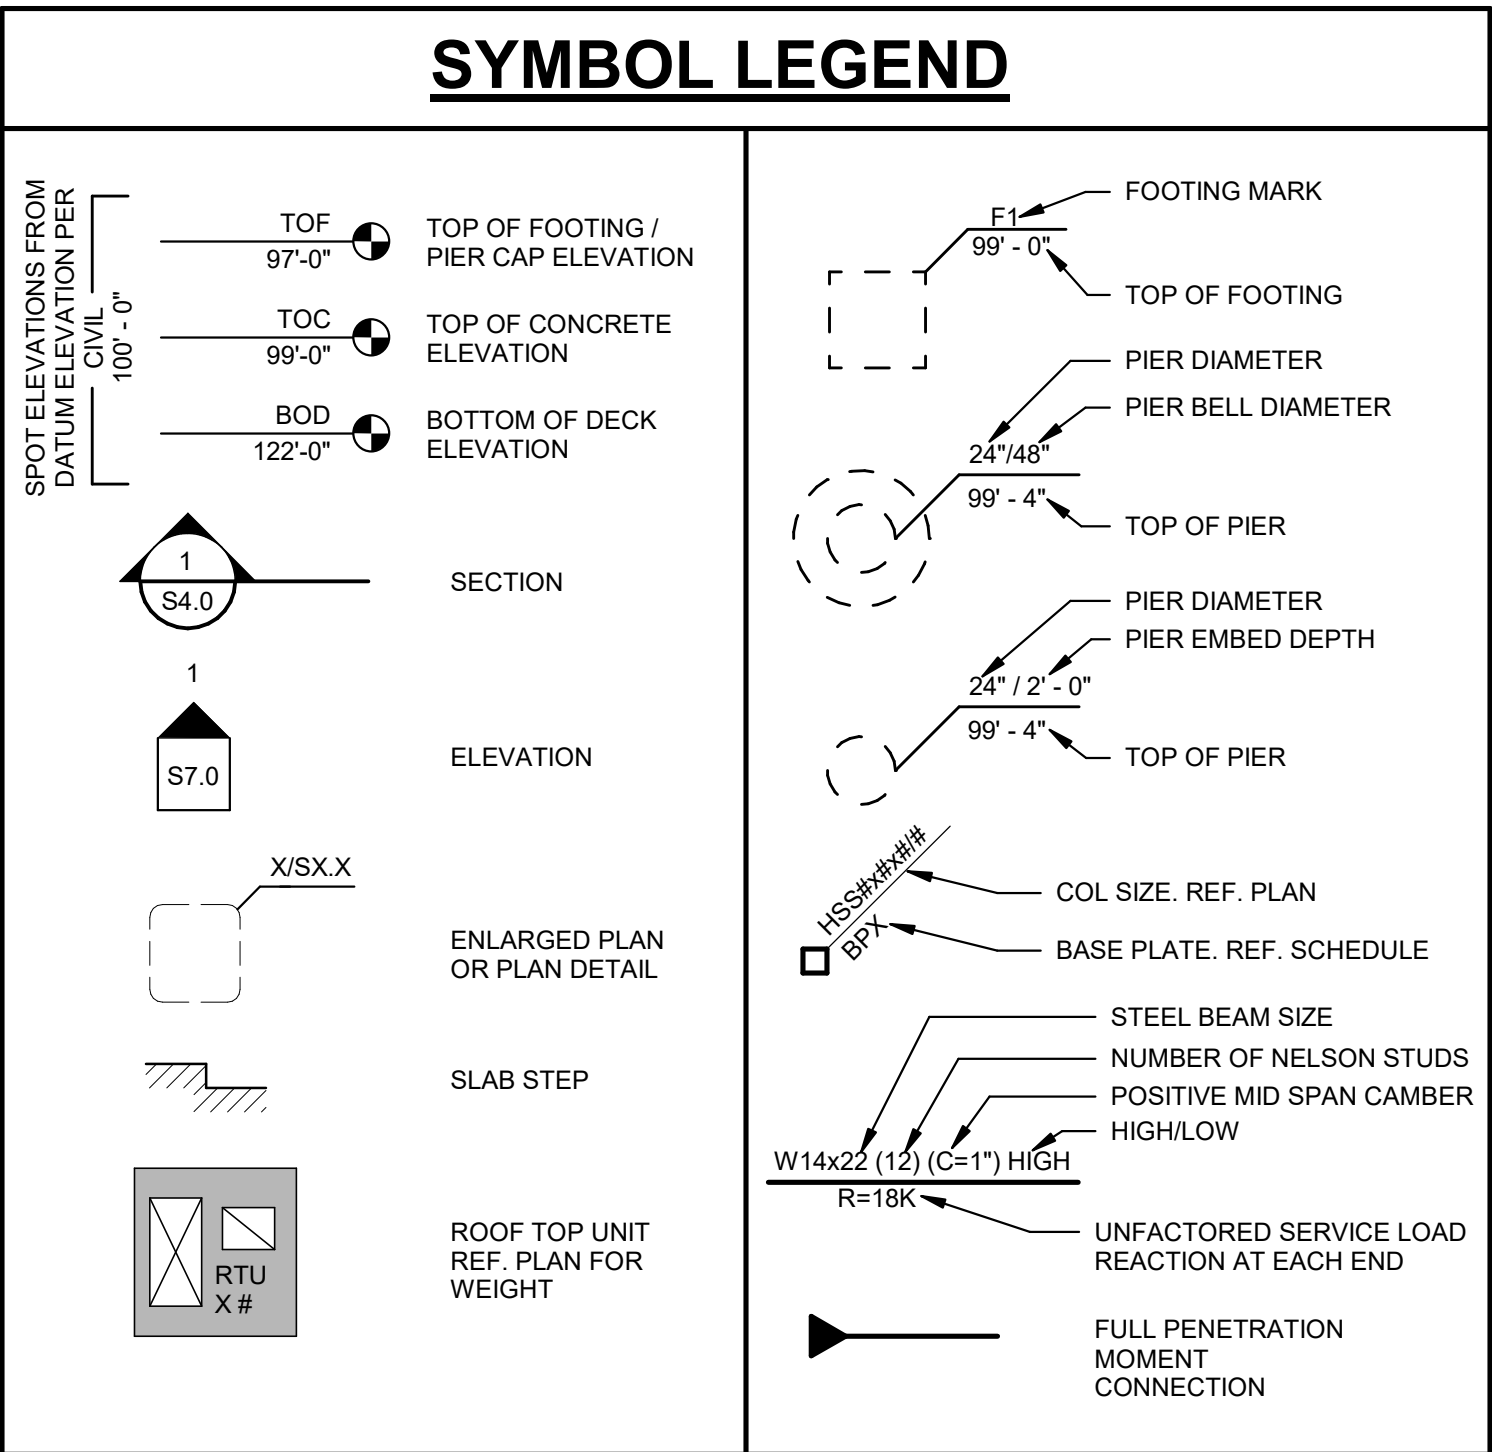 SYMBOL LEGEND
SPOT ELEVATIONS FROM
DATUM ELEVATION PER
CIVIL
100' - 0"
TOF
97'-0"
TOP OF FOOTING /
PIER CAP ELEVATION
TOC
99'-0"
TOP OF CONCRETE
ELEVATION
BOD
122'-0"
BOTTOM OF DECK
ELEVATION
1
S4.0
SECTION
1
S7.0
ELEVATION
X/SX.X
ENLARGED PLAN
OR PLAN DETAIL
SLAB STEP
RTU
X #
ROOF TOP UNIT
REF. PLAN FOR
WEIGHT
FOOTING MARK
F1
99' - 0"
TOP OF FOOTING
PIER DIAMETER
PIER BELL DIAMETER
24"/48"
99' - 4"
TOP OF PIER
PIER DIAMETER
PIER EMBED DEPTH
24" / 2' - 0"
99' - 4"
TOP OF PIER
HSS#x#x#/#
BPX
COL SIZE. REF. PLAN
BASE PLATE. REF. SCHEDULE
STEEL BEAM SIZE
NUMBER OF NELSON STUDS
POSITIVE MID SPAN CAMBER
HIGH/LOW
W14x22 (12) (C=1") HIGH
R=18K
UNFACTORED SERVICE LOAD
REACTION AT EACH END
FULL PENETRATION
MOMENT
CONNECTION